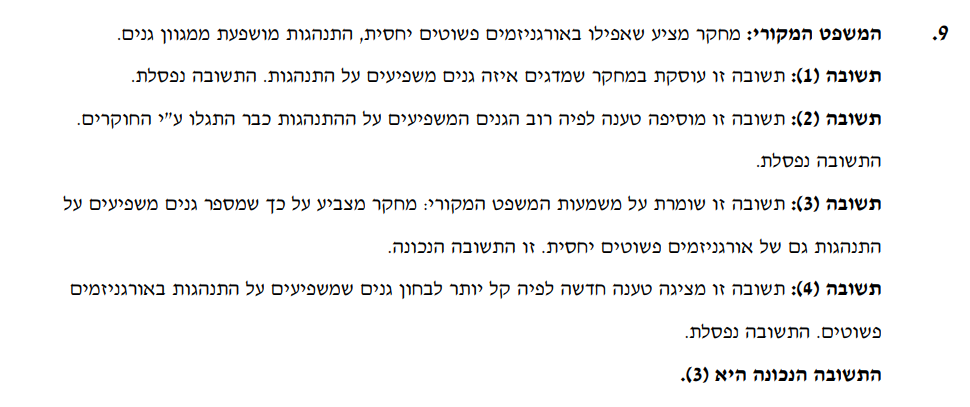 9. המשפט המקורי: מחקר מציע שאפילו באורגניזמים פשוטים יחסית, התנהגות מושפעת ממגוון גנים.
תשובה (1): תשובה זו עוסקת במחקר שמדגים איזה גנים משפיעים על התנהגות. התשובה נפסלת.
תשובה (2): תשובה זו מוסיפה טענה לפיה רוב הגנים המשפיעים על ההתנהגות כבר התגלו ע"י החוקרים.
התשובה נפסלת.
תשובה (3): תשובה זו שומרת על משמעות המשפט המקורי: מחקר מצביע על כך שמספר גנים משפיעים על
התנהגות גם של אורגניזמים פשוטים יחסית. זו התשובה הנכונה.
תשובה (4): תשובה זו מציגה טענה חדשה לפיה קל יותר לבחון גנים שמשפיעים על התנהגות באורגניזמים
פשוטים. התשובה נפסלת.
התשובה הנכונה היא (3).